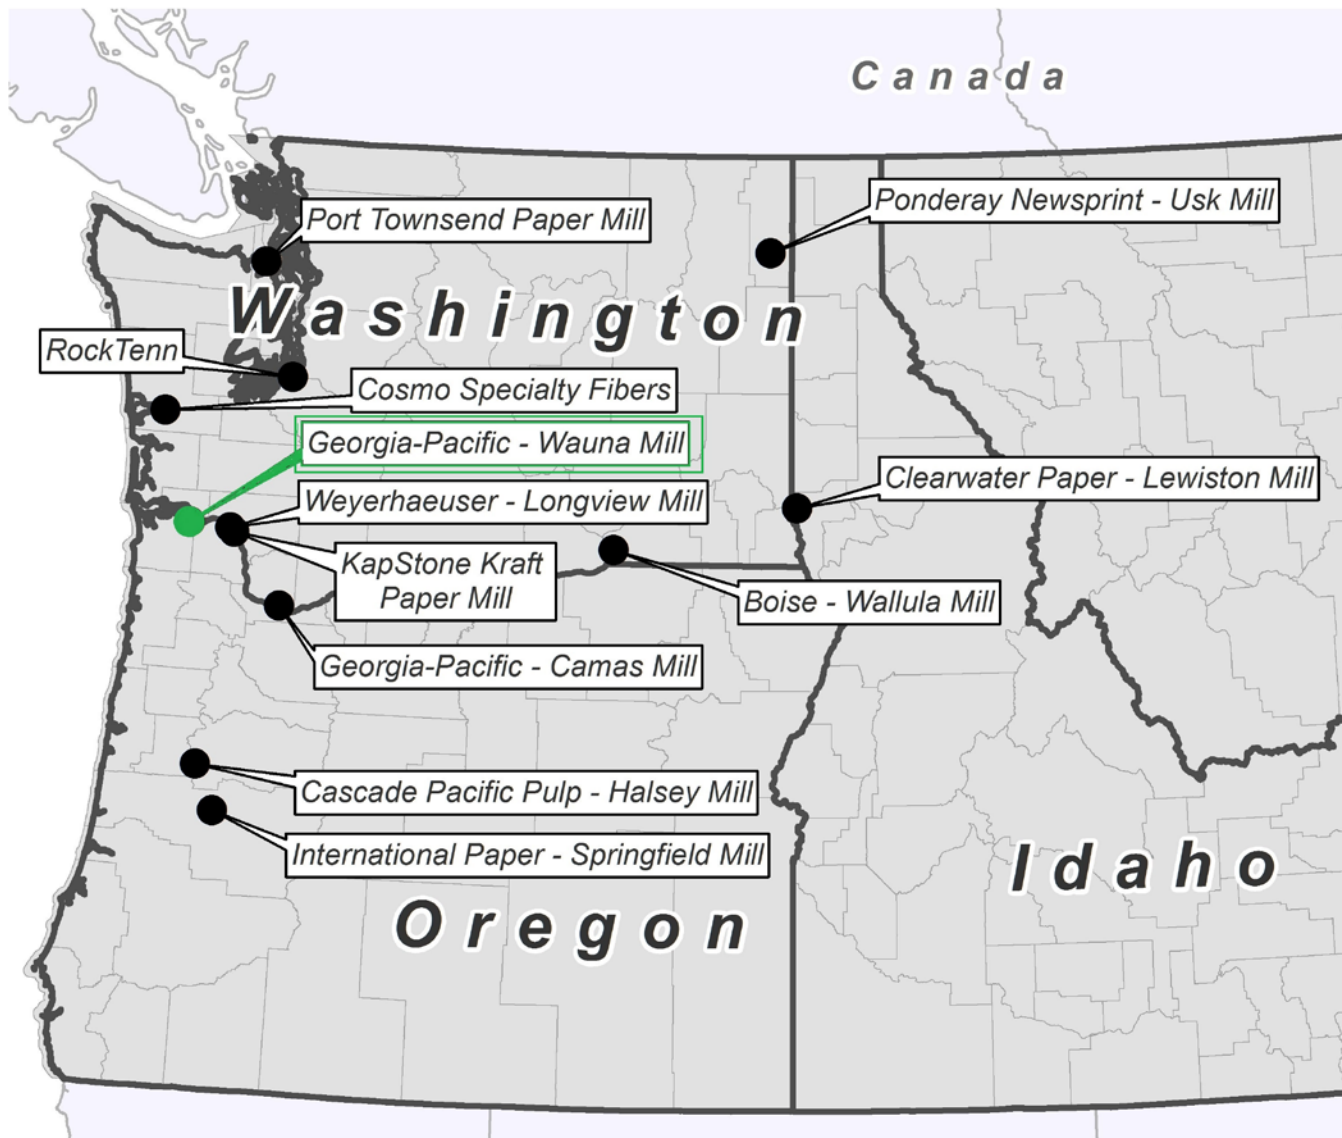 Canada
Ponderay Newsprint - Usk Mill
Port Townsend Paper Mill
Washington
RockTenn
Cosmo Specialty Fibers
Georgia-Pacific - Wauna Mill
Clearwater Paper - Lewiston Mill
Weyerhaeuser - Longview Mill
KapStone Kraft
Paper Mill
Boise - Wallula Mill
Georgia-Pacific - Camas Mill
Cascade Pacific Pulp - Halsey Mill
International Paper - Springfield Mill
Idaho
Oregon